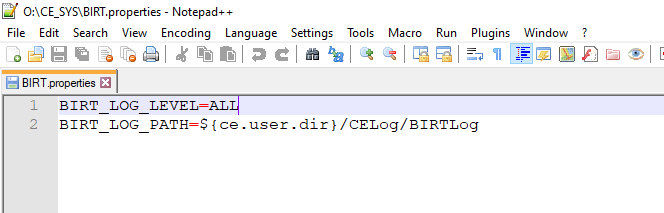 O:\CE_SYS\BIRT.properties - Notepad++
File Edit Search View Encoding Language Settings Tools Macro Run Plugins Window ?
BIRT.properties
1 BIRT_LOG_LEVEL=ALL
2 BIRT_LOG_PATH=${ce.user.dir}/CELog/BIRTLog